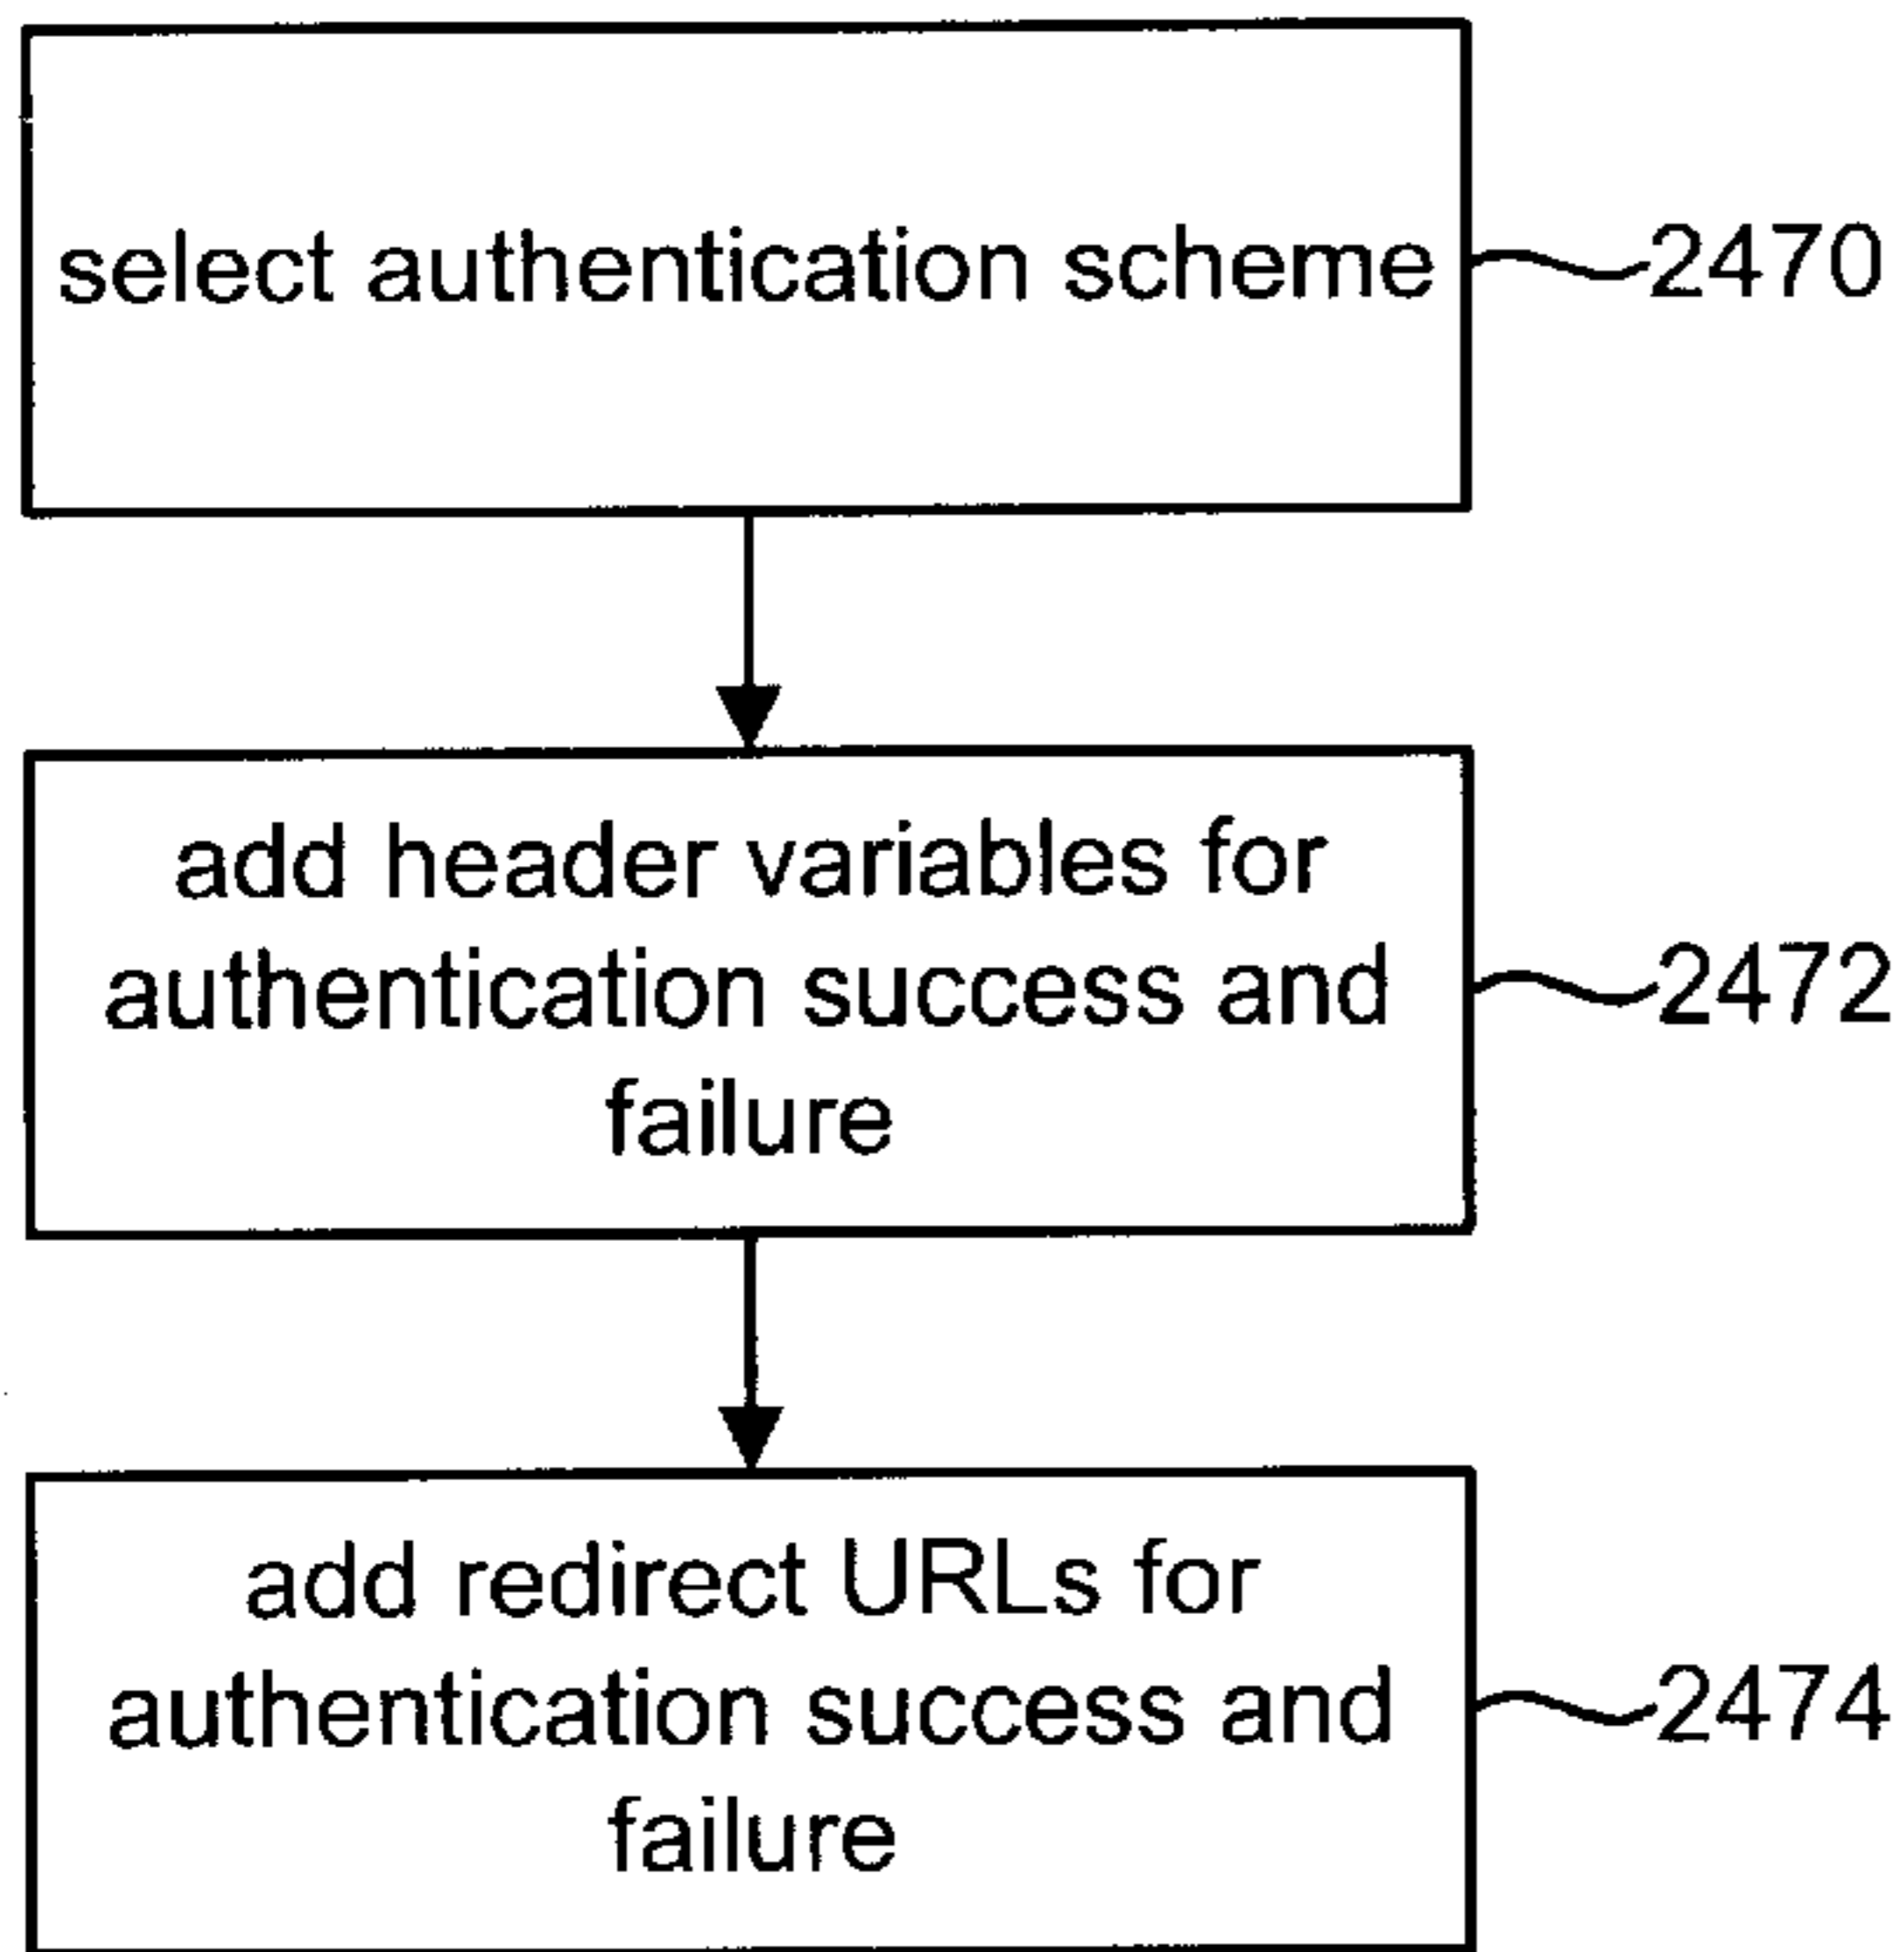 select authentication scheme
2470
add header variables for
authentication success and
failure
2472
add redirect URLs for
authentication success and
failure
2474